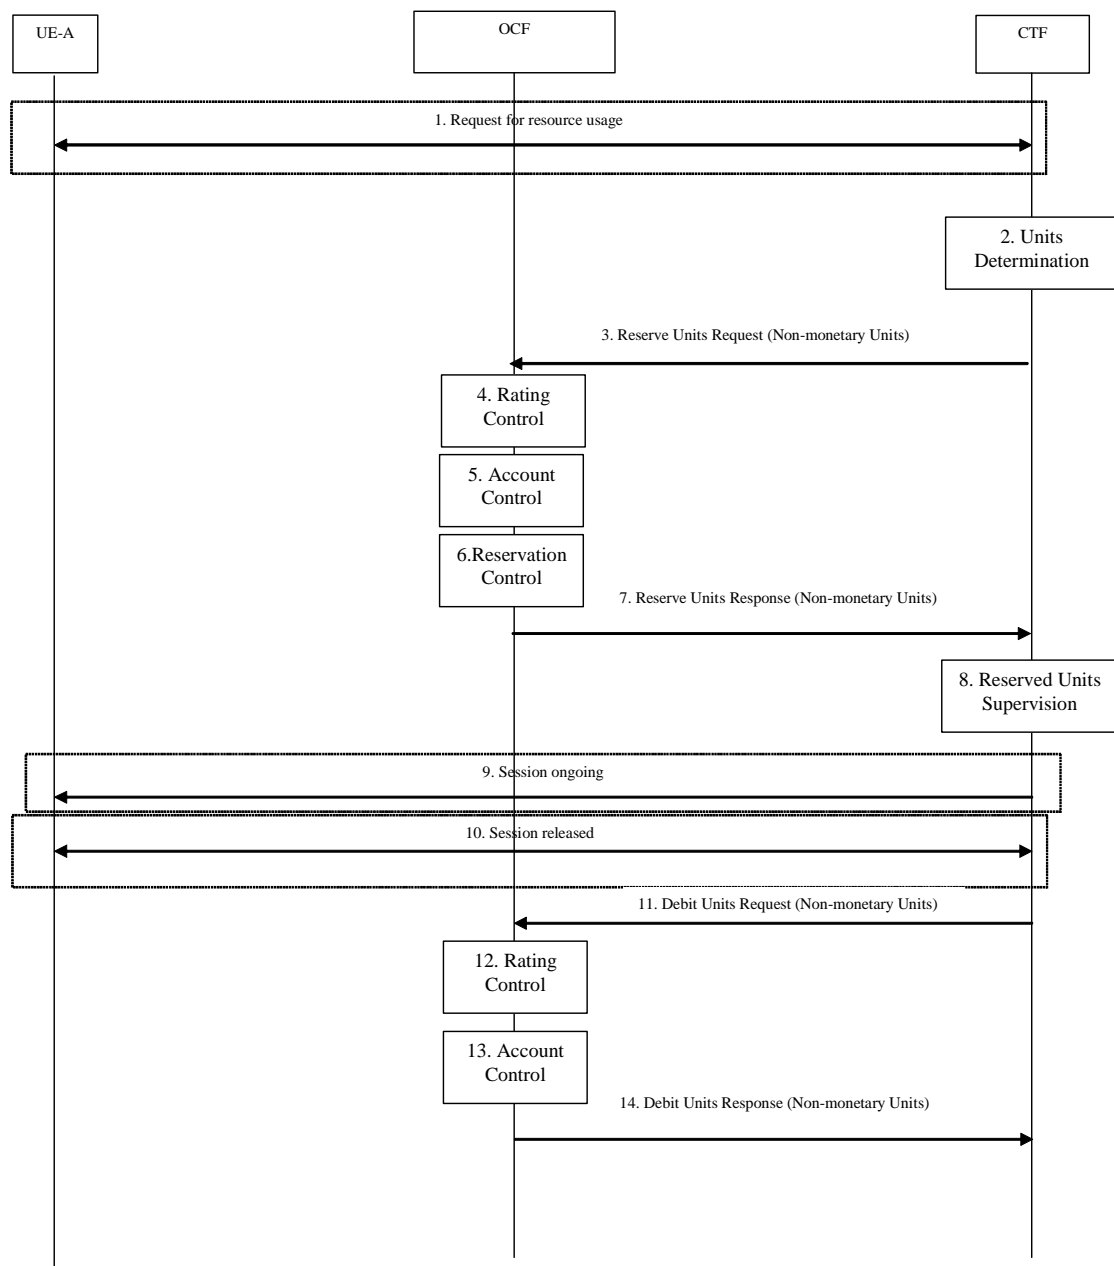 UE-A
OCF
CTF
1. Request for resource usage
2. Units
Determination
3. Reserve Units Request (Non-monetary Units)
4. Rating
Control
5. Account
Control
6.Reservation
Control
7. Reserve Units Response (Non-monetary Units)
8. Reserved Units
Supervision
9. Session ongoing
10. Session released
11. Debit Units Request (Non-monetary Units)
12. Rating
Control
13. Account
Control
14. Debit Units Response (Non-monetary Units)